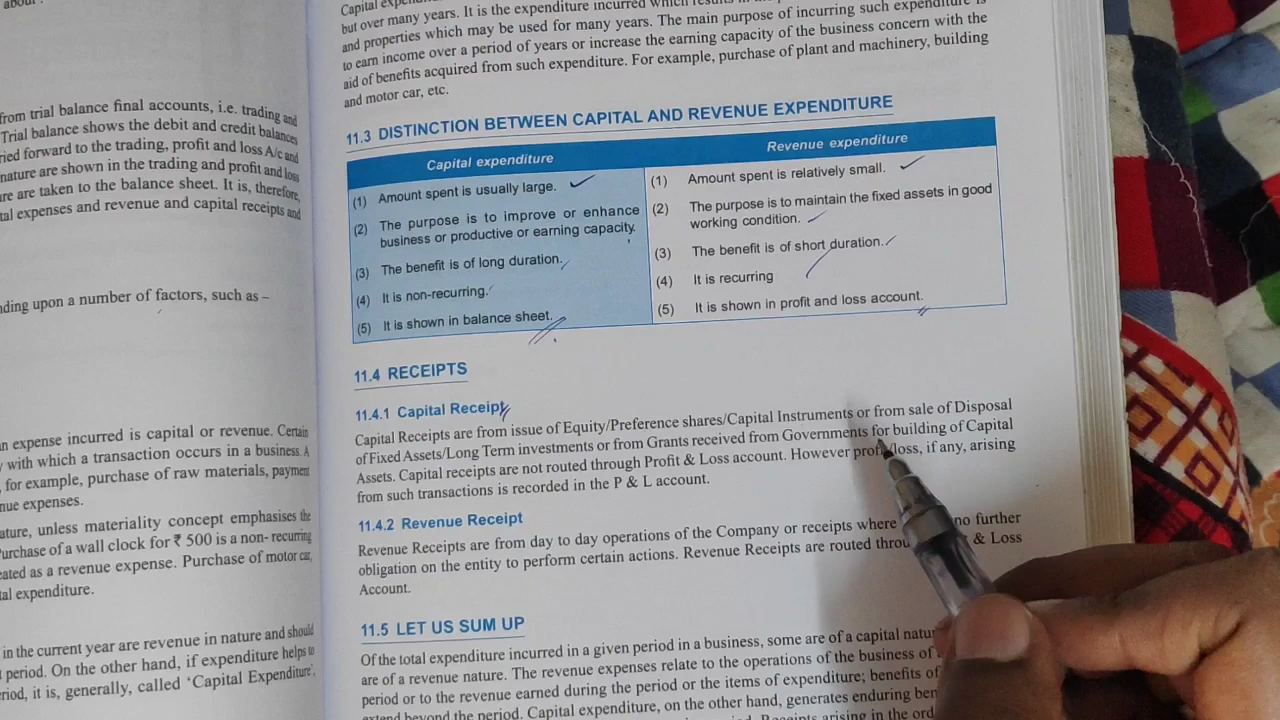 about .
from trial balance final accounts, i.e. trading and
Trial balance shows the debit and credit balances
ried forward to the trading, profit and loss A/c and
nature are shown in the trading and profit and loss
re are taken to the balance sheet. It is, therefore,
tal expenses and revenue and capital receipts and
nding upon a number of factors, such as –
an expense incurred is capital or revenue. Certain
y with which a transaction occurs in a business. A
, for example, purchase of raw materials, payment
nue expenses.
ature, unless materiality concept emphasises the
Purchase of a wall clock for ₹ 500 is a non- recurring
eated as a revenue expense. Purchase of motor car,
tal expenditure.
in the current year are revenue in nature and should
t period. On the other hand, if expenditure helps to
riod, it is, generally, called ‘Capital Expenditure’.
but over many years. It is the expenditure incurred which
and properties which may be used for many years. The main purpose of incurring such expenditure is
to earn income over a period of years or increase the earning capacity of the business concern with the
aid of benefits acquired from such expenditure. For example, purchase of plant and machinery, building
and motor car, etc.
11.3 DISTINCTION BETWEEN CAPITAL AND REVENUE EXPENDITURE
Capital expenditure
(1) Amount spent is usually large.
(2) The purpose is to improve or enhance
business or productive or earning capacity.
(3) The benefit is of long duration.
(4) It is non-recurring.
(5) It is shown in balance sheet.
Revenue expenditure
(1) Amount spent is relatively small.
(2) The purpose is to maintain the fixed assets in good
working condition.
(3) The benefit is of short duration.
(4) It is recurring
(5) It is shown in profit and loss account.
11.4 RECEIPTS
11.4.1 Capital Receipt
Capital Receipts are from issue of Equity/Preference shares/Capital Instruments or from sale of Disposal
of Fixed Assets/Long Term investments or from Grants received from Governments for building of Capital
Assets. Capital receipts are not routed through Profit & Loss account. However profit/loss, if any, arising
from such transactions is recorded in the P & L account.
11.4.2 Revenue Receipt
Revenue Receipts are from day to day operations of the Company or receipts where no further
obligation on the entity to perform certain actions. Revenue Receipts are routed & Loss
Account.
11.5 LET US SUM UP
Of the total expenditure incurred in a given period in a business, some are of a capital
are of a revenue nature. The revenue expenses relate to the operations of the business of
period or to the revenue earned during the period or the items of expenditure; benefits of
extend beyond the period. Capital expenditure, on the other hand, generates enduring